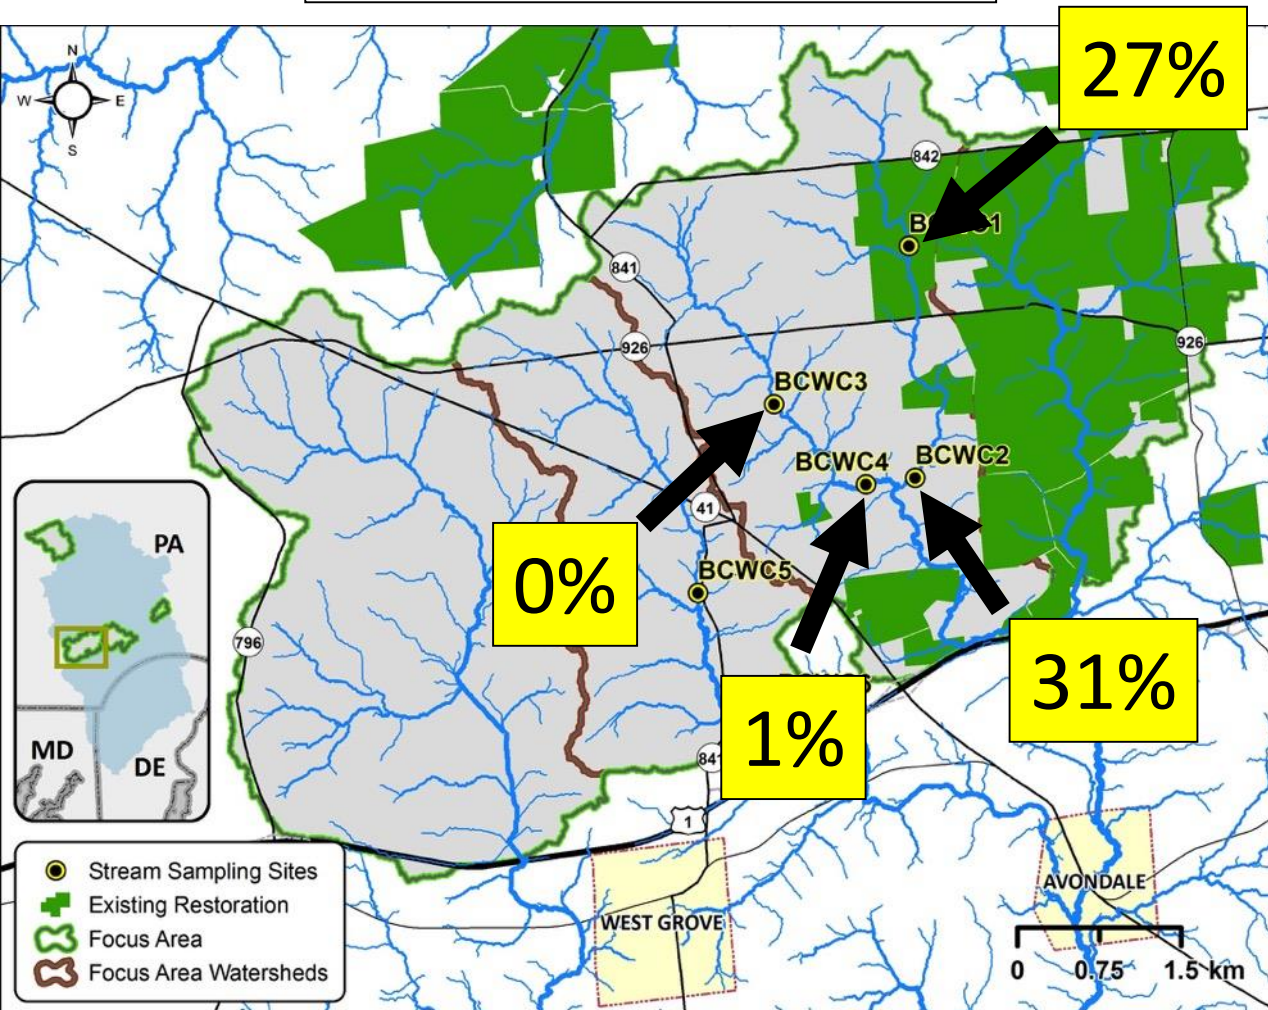 27%
N
W
E
S
842
BC
1
841
926
926
BCWC3
BCWC4
BCWC2
41
0%
BCWC5
PA
796
31%
1%
MD
DE
841
1
Stream Sampling Sites
Existing Restoration
Focus Area
Focus Area Watersheds
WEST GROVE
AVONDALE
0 0.75 1.5 km